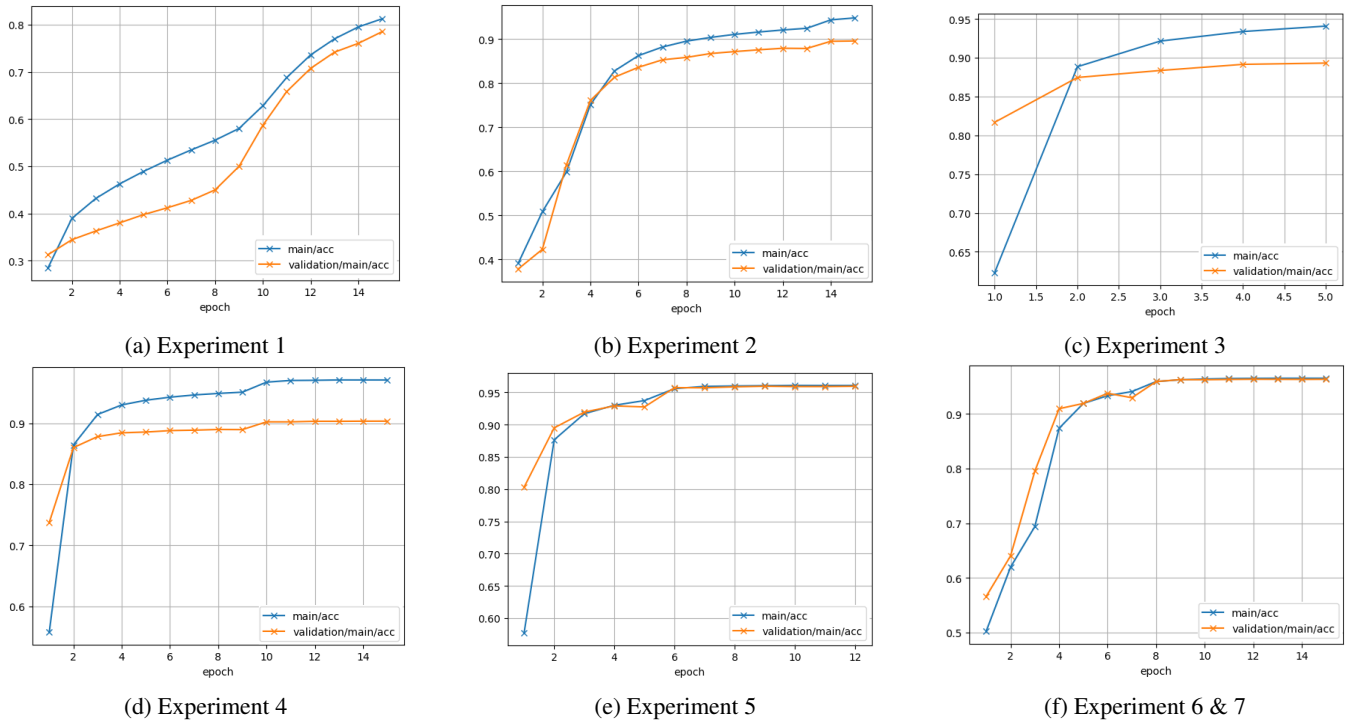 0.8
0.7
0.6
0.5
0.4
0.3
2 4 6 8 10 12 14
epoch
main/acc
validation/main/acc
(a) Experiment 1
0.9
0.8
0.7
0.6
0.5
0.4
2 4 6 8 10 12 14
epoch
main/acc
validation/main/acc
(b) Experiment 2
0.95
0.90
0.85
0.80
0.75
0.70
0.65
1.0 1.5 2.0 2.5 3.0 3.5 4.0 4.5 5.0
epoch
main/acc
validation/main/acc
(c) Experiment 3
0.9
0.8
0.7
0.6
2 4 6 8 10 12 14
epoch
main/acc
validation/main/acc
(d) Experiment 4
0.95
0.90
0.85
0.80
0.75
0.70
0.65
0.60
2 4 6 8 10 12
epoch
main/acc
validation/main/acc
(e) Experiment 5
0.9
0.8
0.7
0.6
0.5
2 4 6 8 10 12 14
epoch
main/acc
validation/main/acc
(f) Experiment 6 & 7